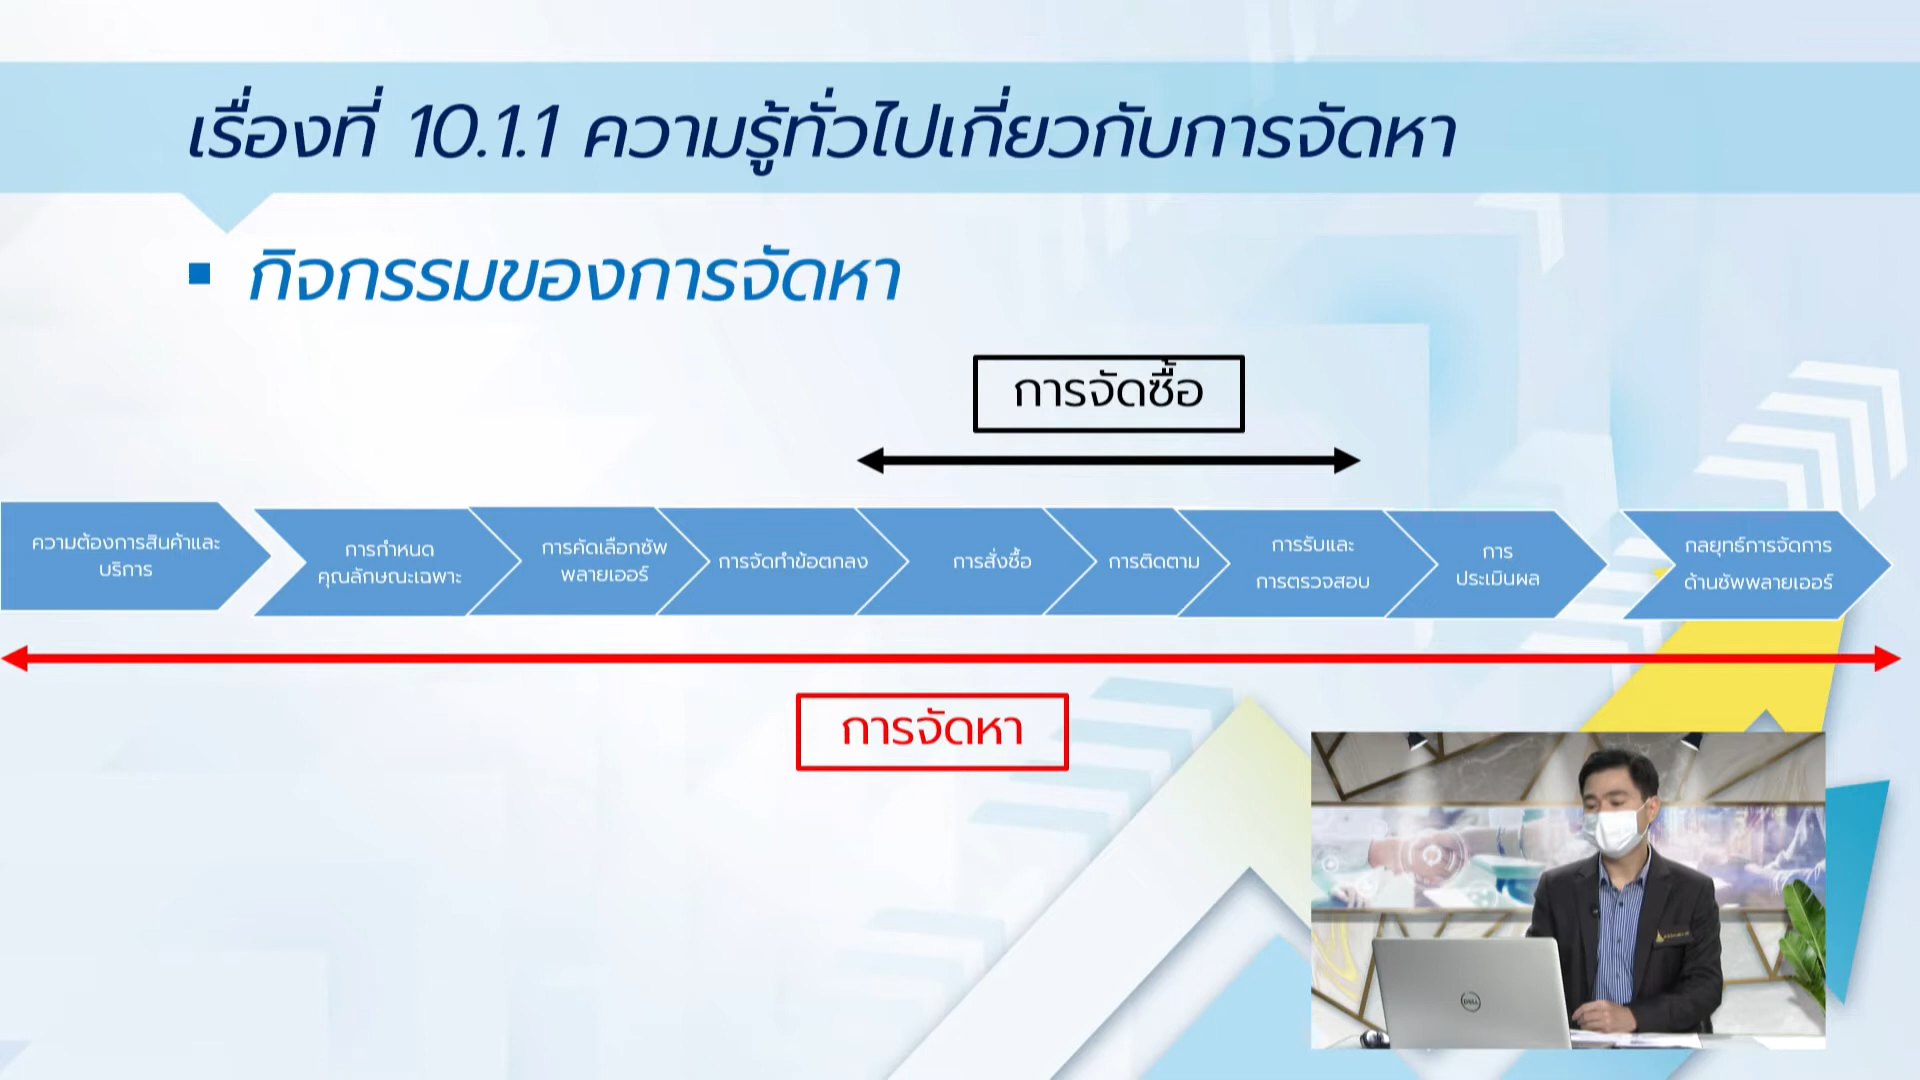 เรื่องที่ 10.1.1 ความรู้ทั่วไปเกี่ยวกับการจัดหา
▪ กิจกรรมของการจัดหา
การจัดซื้อ
ความต้องการสินค้าและ
บริการ
การกำหนด
คุณลักษณะเฉพาะ
การคัดเลือกซัพ
พลายเออร์
การจัดทำข้อตกลง
การสั่งซื้อ
การติดตาม
การรับและ
การตรวจสอบ
การ
ประเมินผล
กลยุทธ์การจัดการ
ด้านซัพพลายเออร์
การจัดหา
DELL